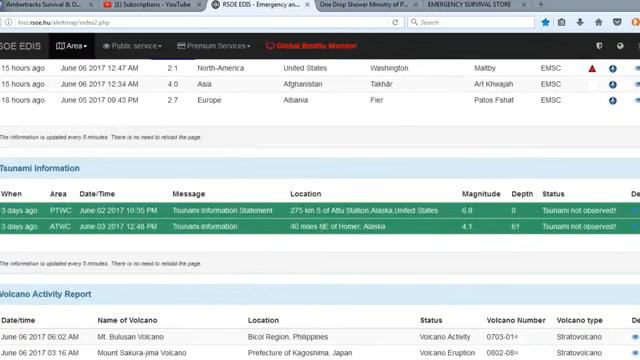 Ambertracks Survival & D...
(1) Subscriptions - YouTube
RSOE EDIS - Emergency an...
One Drop Shower Ministry of P...
EMERGENCY SURVIVAL STORE
hisz.rsoe.hu/alertmap/index2.php
Search
RSOE EDIS
Area
Public service
Premium Services
Global Birdflu Monitor
15 hours ago. June 06 2017 12:47 AM 2.1 North-America United States Washington Maltby EMSC
15 hours ago. June 06 2017 12:34 AM 4.0 Asia Afghanistan Takhār Art Khwajah EMSC
18 hours ago. June 05 2017 09:43 PM 2.7 Europe Albania Fier Patos Fshat EMSC
The information is updated every 5 minutes. There is no need to reload the page.
Tsunami Information
When Area Date/Time Message Location Magnitude Depth Status De
3 days ago. PTWC June 02 2017 10:35 PM Tsunami Information Statement 275 km S of Attu Station,Alaska,United States 6.9 0 Tsunami not observed!
3 days ago. ATWC June 03 2017 12:48 PM Tsunami Information 40 miles NE of Homer, Alaska 4.1 61 Tsunami not observed!
The information is updated every 5 minutes. There is no need to reload the page.
Volcano Activity Report
Date/time Name of Volcano Location Status Volcano Number Volcano type De
June 06 2017 06:02 AM Mt. Bulusan Volcano Bicol Region, Philippines Volcano Activity 0703-01= Stratovolcano
June 06 2017 03:16 AM Mount Sakura-jima Volcano Prefecture of Kagoshima, Japan Volcano Eruption 0802-08= Stratovolcano